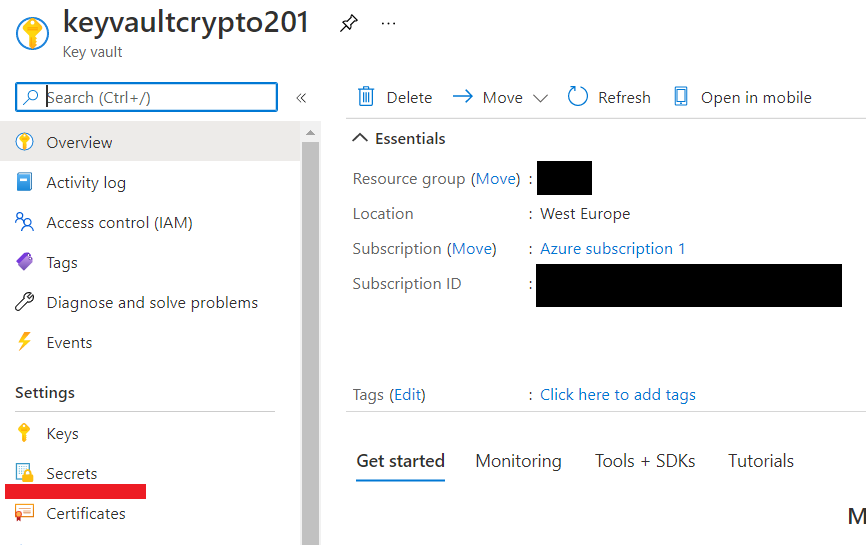 keyvaultcrypto201 ...
Key vault
Search (Ctrl+/) «
Overview
Activity log
Access control (IAM)
Tags
Diagnose and solve problems
Events
Settings
Keys
Secrets
Certificates
Delete Move Refresh Open in mobile
Essentials
Resource group (Move) :
Location : West Europe
Subscription (Move) : Azure subscription 1
Subscription ID :
Tags (Edit) : Click here to add tags
Get started Monitoring Tools + SDKs Tutorials
M